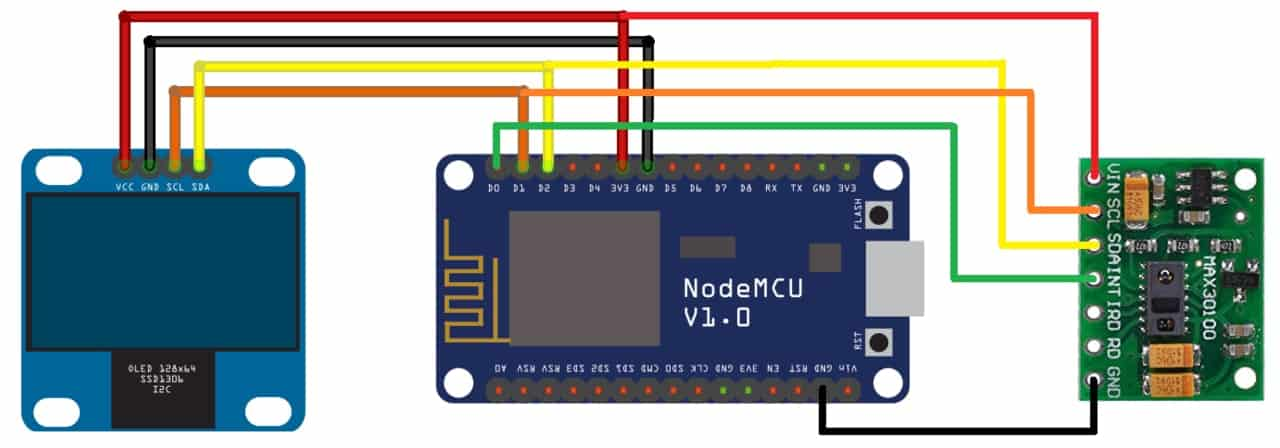 VCC GND SCL SDA
OLED 128x64
SSD1306
I2C
D0 D1 D2 D3 D4 3V3 GND D5 D6 D7 D8 RX TX GND 3V3
FLASH
NodeMCU
V1.0
RST
A0 RSV RSV SD3 SD2 SD1 CMD SD0 CLK GND 3V3 EN RST GND Vin
VIN SCL SDA INT IRD RD GND
MAX30100